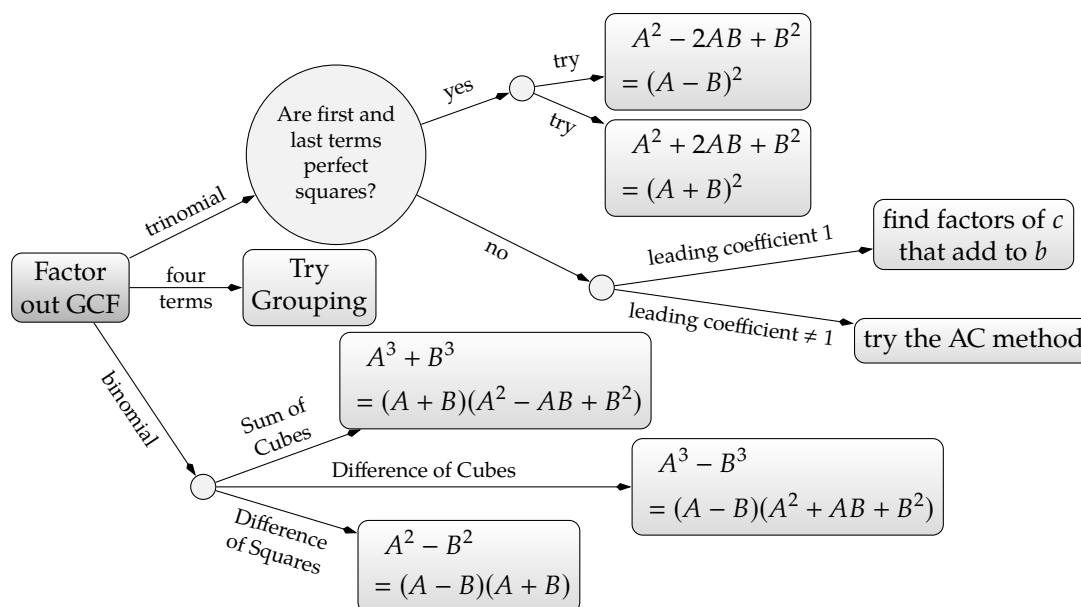 Factor
out GCF
trinomial
Are first and
last terms
perfect
squares?
yes
try
A² − 2AB + B²
= (A − B)²
try
A² + 2AB + B²
= (A + B)²
no
leading coefficient 1
find factors of c
that add to b
leading coefficient ≠ 1
try the AC method
four
terms
Try
Grouping
binomial
Sum of
Cubes
A³ + B³
= (A + B)(A² − AB + B²)
Difference of Cubes
A³ − B³
= (A − B)(A² + AB + B²)
Difference
of Squares
A² − B²
= (A − B)(A + B)